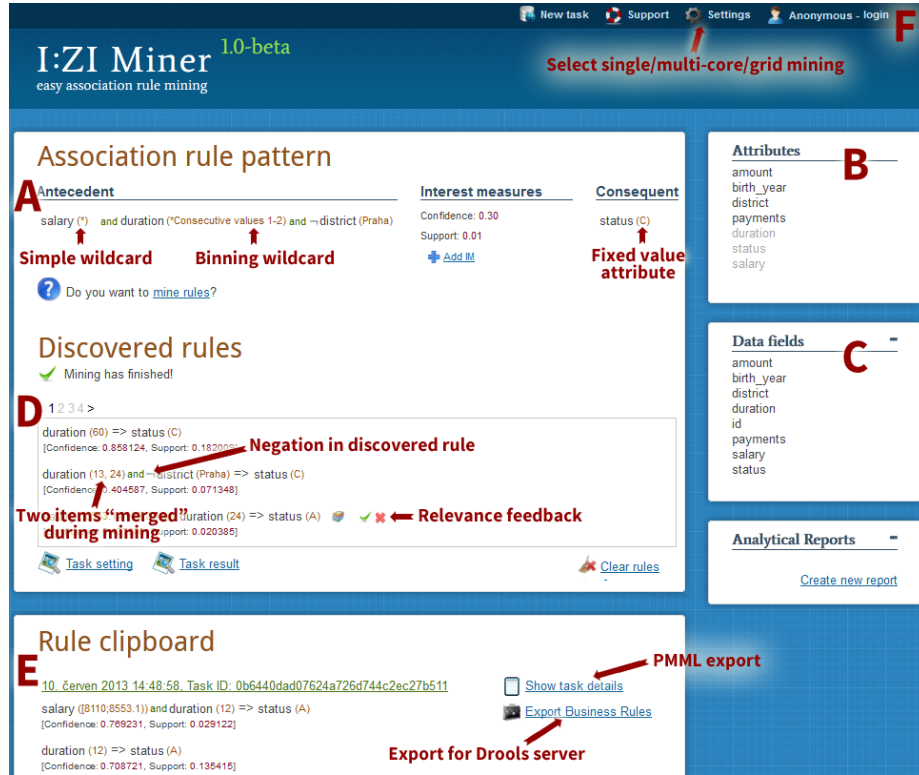 New task Support Settings Anonymous - login
F
I:ZI Miner 1.0-beta
easy association rule mining
Select single/multi-core/grid mining
Association rule pattern
A
Antecedent Interest measures Consequent
salary (*) and duration (*Consecutive values 1-2) and ¬district (Praha)
Confidence: 0.30
Support: 0.01
Add IM
status (C)
Simple wildcard
Binning wildcard
Fixed value
attribute
Do you want to mine rules?
Attributes
B
amount
birth_year
district
payments
duration
status
salary
Discovered rules
Mining has finished!
D
1 2 3 4 >
duration (60) => status (C)
[Confidence: 0.858124, Support: 0.182009]
Negation in discovered rule
duration (13, 24) and ¬district (Praha) => status (C)
[Confidence: 0.404587, Support: 0.071348]
Two items "merged"
during mining
duration (24) => status (A)
Support: 0.020385]
Relevance feedback
Task setting Task result
Clear rules
Data fields -
C
amount
birth_year
district
duration
id
payments
salary
status
Analytical Reports -
Create new report
Rule clipboard
E
10. červen 2013 14:48:58, Task ID: 0b6440dad07624a726d744c2ec27b511
salary ([8110;8553.1)) and duration (12) => status (A)
[Confidence: 0.769231, Support: 0.029122]
duration (12) => status (A)
[Confidence: 0.708721, Support: 0.135415]
PMML export
Show task details
Export Business Rules
Export for Drools server